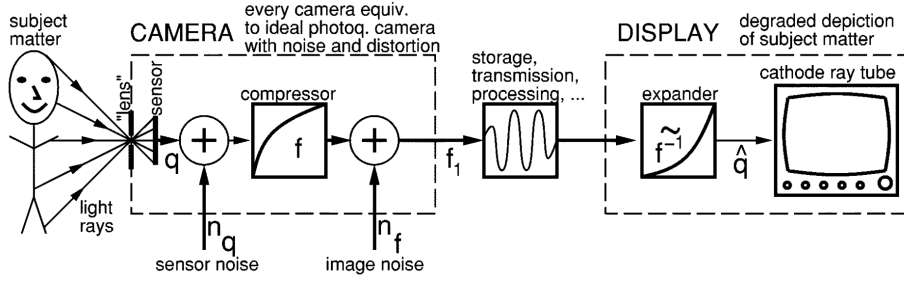 subject
matter
CAMERA
every camera equiv.
to ideal photoq. camera
with noise and distortion
"lens"
sensor
compressor
q
+
f
+
f₁
light
rays
n_q
sensor noise
n_f
image noise
storage,
transmission,
processing, ...
DISPLAY
degraded depiction
of subject matter
cathode ray tube
expander
f̃⁻¹
q̂